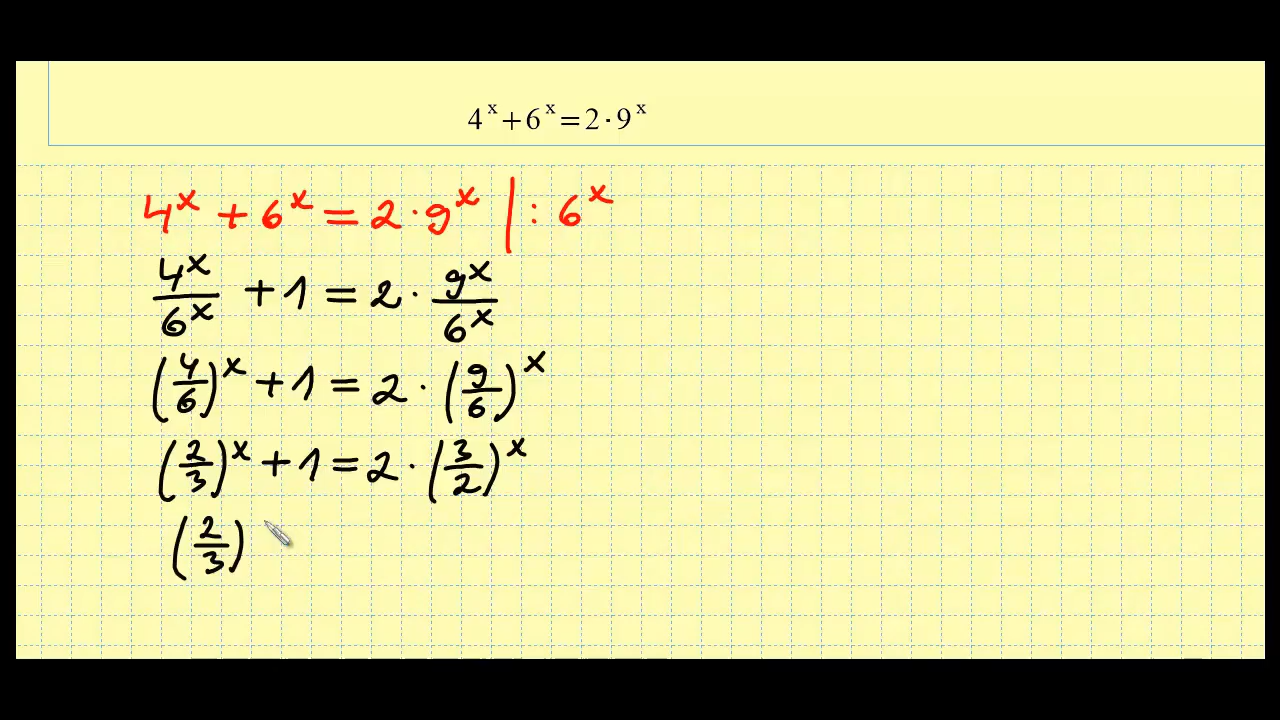 4^x + 6^x = 2 · 9^x
4^x + 6^x = 2 · 9^x | : 6^x
4^x/6^x + 1 = 2 · 9^x/6^x
(4/6)^x + 1 = 2 · (9/6)^x
(2/3)^x + 1 = 2 · (3/2)^x
(2/3)